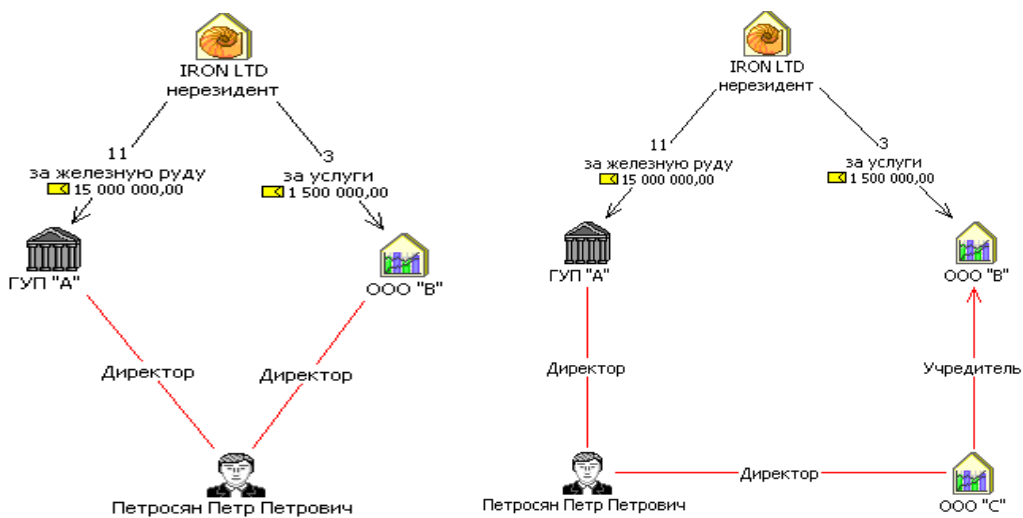 IRON LTD
нерезидент
11
за железную руду
15 000 000,00
3
за услуги
1 500 000,00
ГУП "А"
ООО "В"
Директор
Директор
Петросян Петр Петрович
IRON LTD
нерезидент
11
за железную руду
15 000 000,00
3
за услуги
1 500 000,00
ГУП "А"
ООО "В"
Директор
Учредитель
Директор
Петросян Петр Петрович
ООО "С"